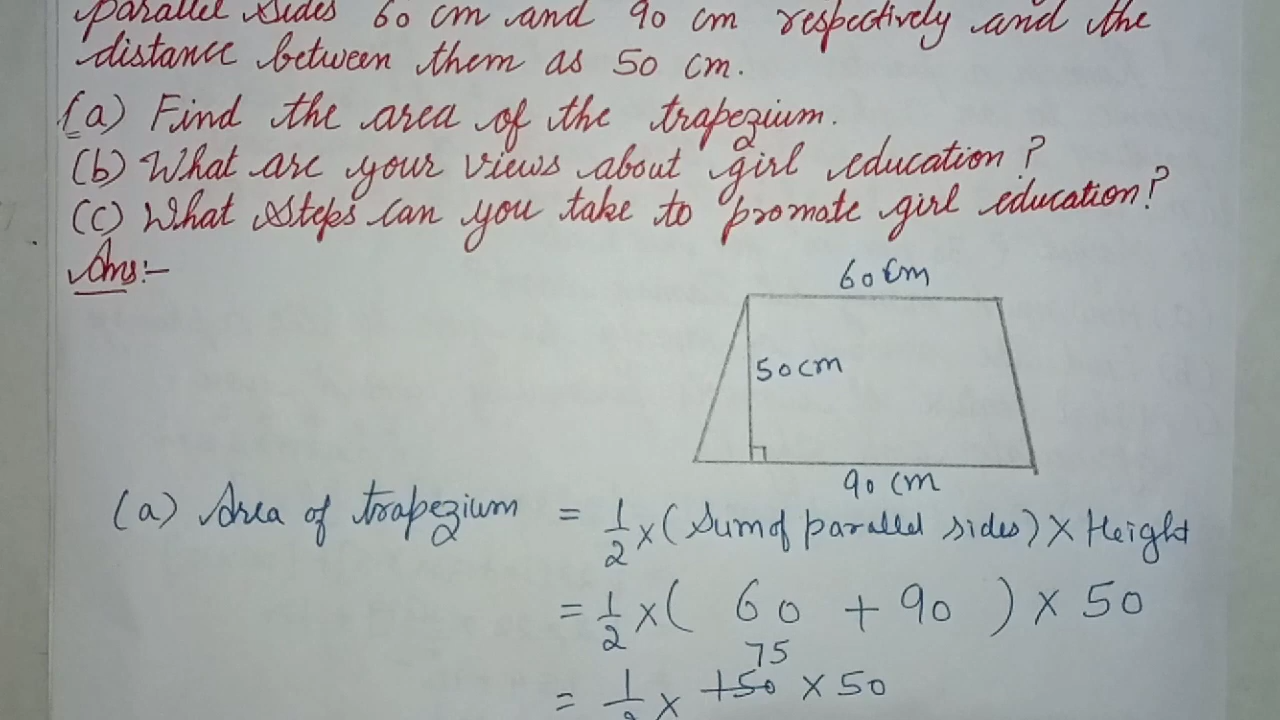 parallel sides 60 cm and 90 cm respectively and the
distance between them as 50 cm.
(a) Find the area of the trapezium.
(b) What are your views about girl education?
(c) What steps can you take to promate girl education?
Ans:-
60 cm
50 cm
90 cm
(a) Area of trapezium = 1/2 × (Sum of parallel sides) × Height
= 1/2 × ( 60 + 90 ) × 50
75
= 1/2 × 150 × 50